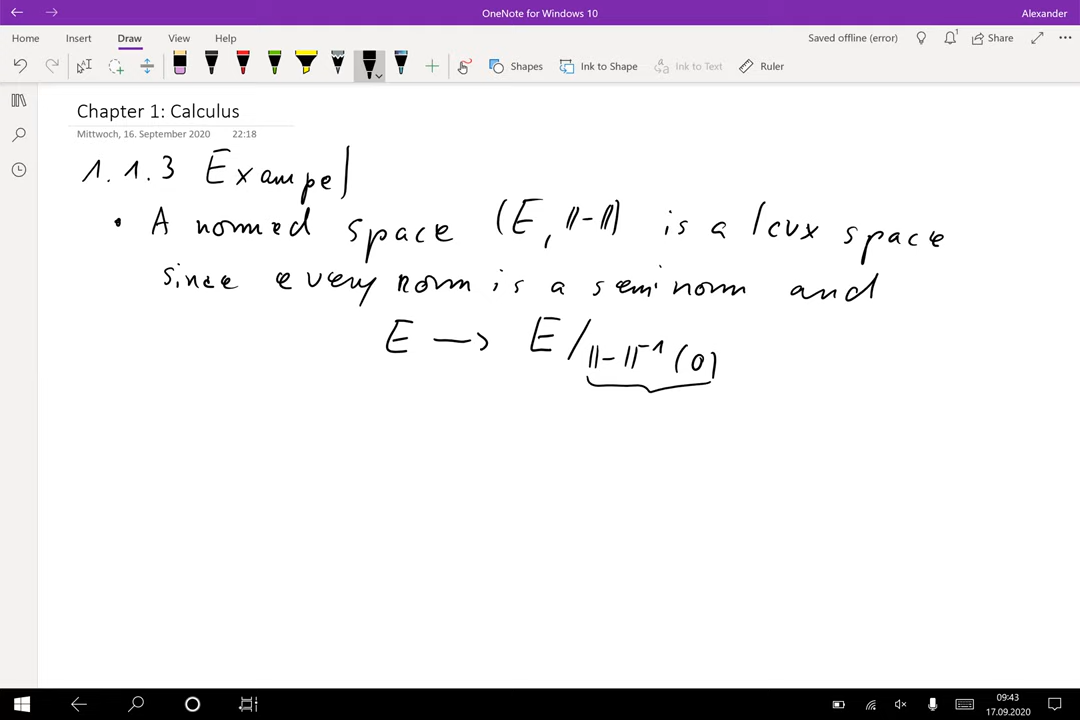 OneNote for Windows 10
Alexander
Home Insert Draw View Help
Saved offline (error) Share
Shapes Ink to Shape Ink to Text Ruler
Chapter 1: Calculus
Mittwoch, 16. September 2020 22:18
1.1.3 Exampel
• A normed space (E, ‖-‖) is a lcvx space
since every norm is a seminorm and
E → E/‖-‖⁻¹(0)
09:43
17.09.2020